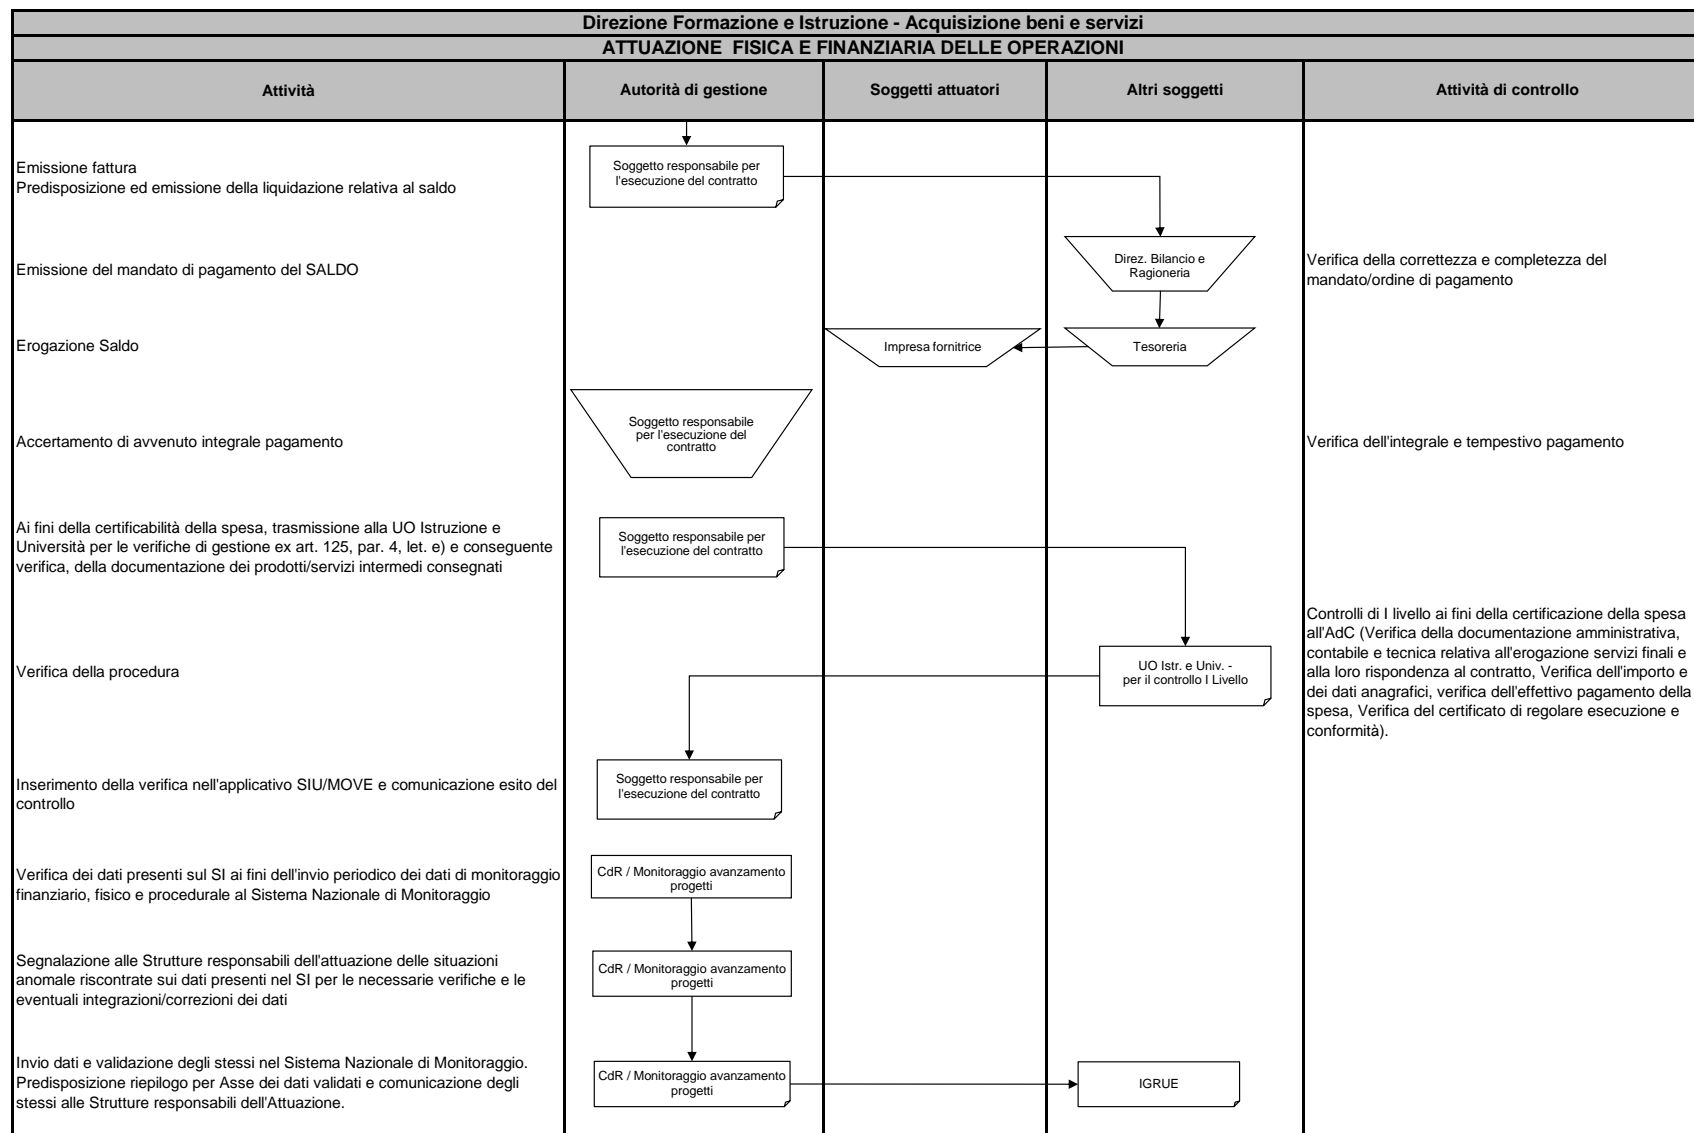 Direzione Formazione e Istruzione - Acquisizione beni e servizi
ATTUAZIONE  FISICA E FINANZIARIA DELLE OPERAZIONI
Attività
Autorità di gestione
Soggetti attuatori
Altri soggetti
Attività di controllo
Emissione fattura
Predisposizione ed emissione della liquidazione relativa al saldo
Soggetto responsabile per
l'esecuzione del contratto
Emissione del mandato di pagamento del SALDO
Direz. Bilancio e
Ragioneria
Verifica della correttezza e completezza del
mandato/ordine di pagamento
Erogazione Saldo
Impresa fornitrice
Tesoreria
Accertamento di avvenuto integrale pagamento
Soggetto responsabile
per l'esecuzione del
contratto
Verifica dell'integrale e tempestivo pagamento
Ai fini della certificabilità della spesa, trasmissione alla UO Istruzione e
Università per le verifiche di gestione ex art. 125, par. 4, let. e) e conseguente
verifica, della documentazione dei prodotti/servizi intermedi consegnati
Soggetto responsabile per
l'esecuzione del contratto
Verifica della procedura
UO Istr. e Univ. -
per il controllo I Livello
Controlli di I livello ai fini della certificazione della spesa
all'AdC (Verifica della documentazione amministrativa,
contabile e tecnica relativa all'erogazione servizi finali e
alla loro rispondenza al contratto, Verifica dell'importo e
dei dati anagrafici, verifica dell'effettivo pagamento della
spesa, Verifica del certificato di regolare esecuzione e
conformità).
Inserimento della verifica nell'applicativo SIU/MOVE e comunicazione esito del
controllo
Soggetto responsabile per
l'esecuzione del contratto
Verifica dei dati presenti sul SI ai fini dell'invio periodico dei dati di monitoraggio
finanziario, fisico e procedurale al Sistema Nazionale di Monitoraggio
CdR / Monitoraggio avanzamento
progetti
Segnalazione alle Strutture responsabili dell'attuazione delle situazioni
anomale riscontrate sui dati presenti nel SI per le necessarie verifiche e le
eventuali integrazioni/correzioni dei dati
CdR / Monitoraggio avanzamento
progetti
Invio dati e validazione degli stessi nel Sistema Nazionale di Monitoraggio.
Predisposizione riepilogo per Asse dei dati validati e comunicazione degli
stessi alle Strutture responsabili dell'Attuazione.
CdR / Monitoraggio avanzamento
progetti
IGRUE